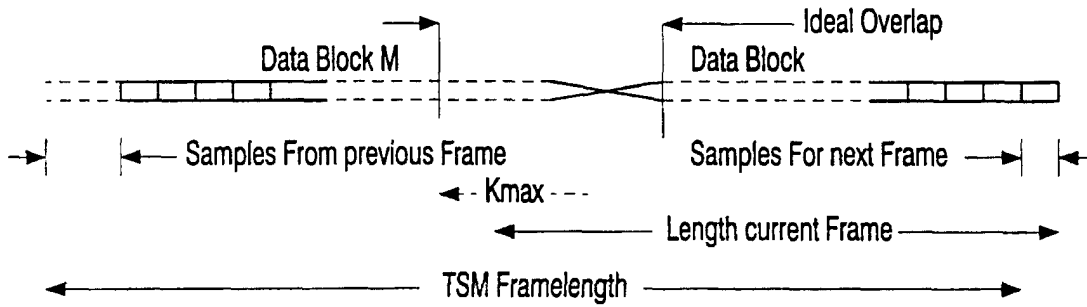 Ideal Overlap
Data Block M
Data Block
Samples From previous Frame
Samples For next Frame
Kmax
Length current Frame
TSM Framelength